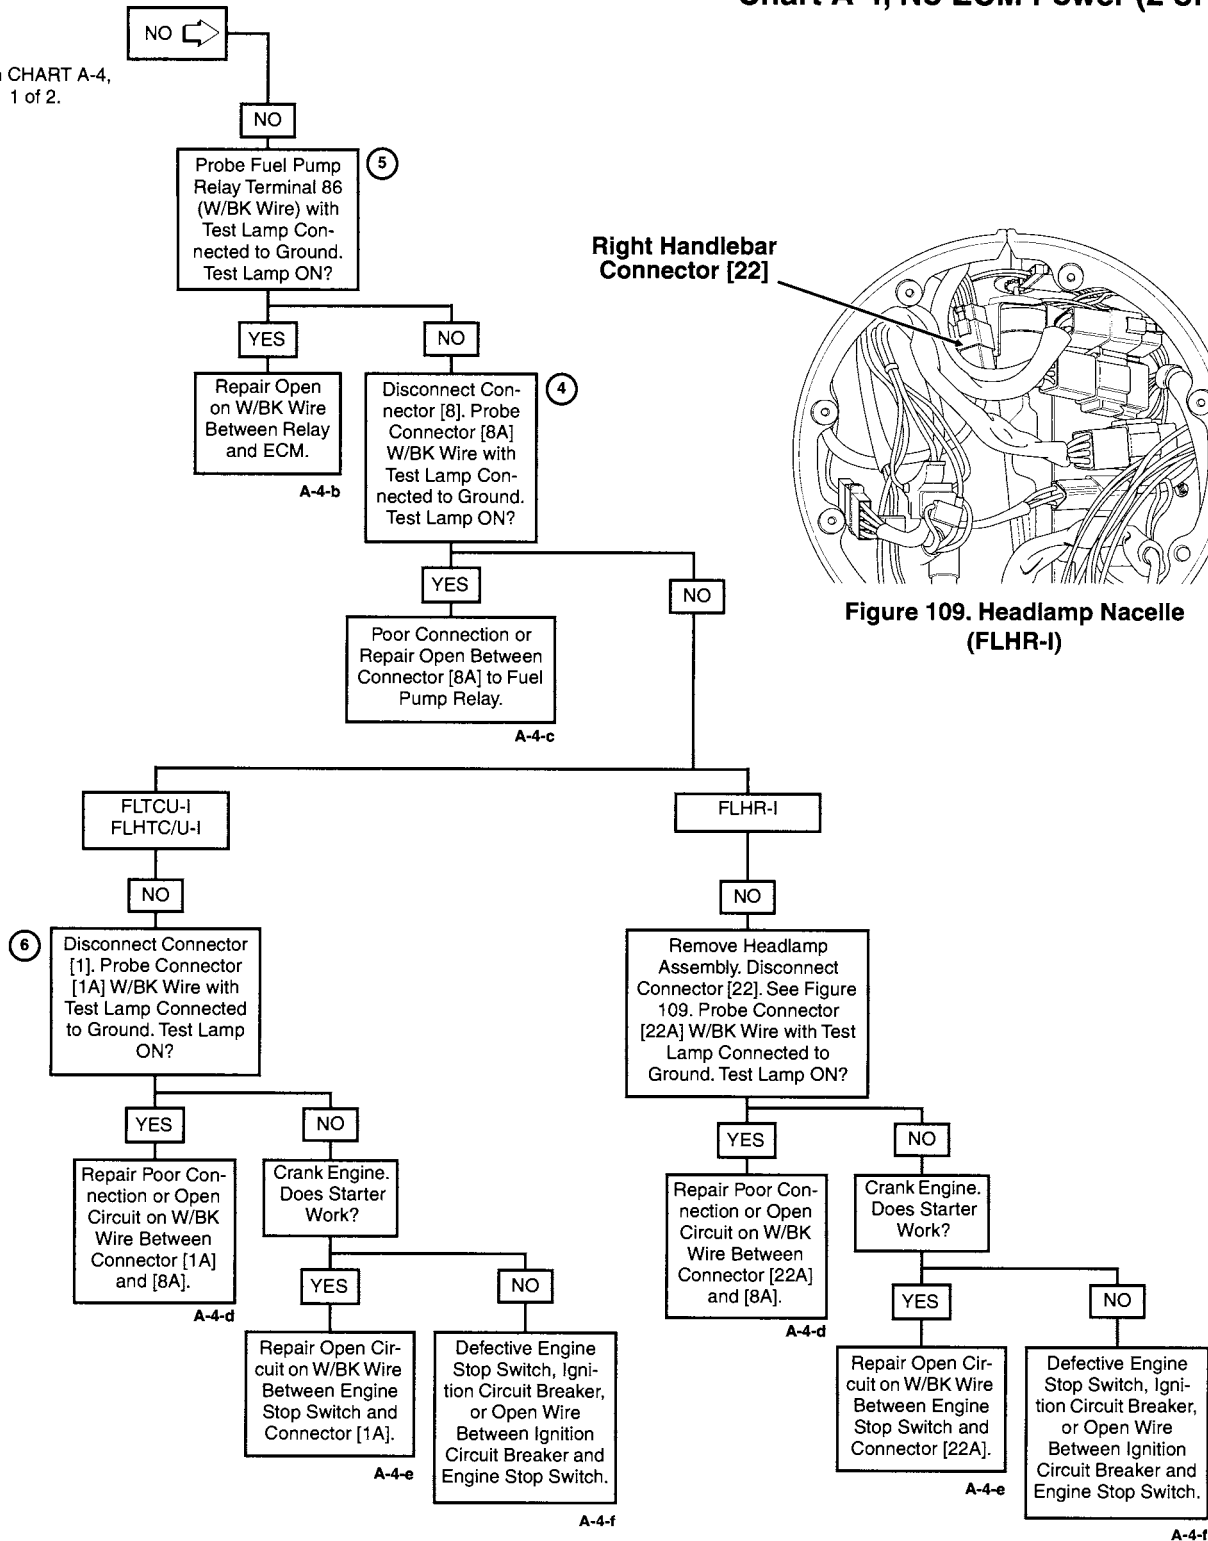 Chart A-4, No ECM Power (2 of
NO
CHART A-4,
1 of 2.
NO
Probe Fuel Pump
Relay Terminal 86
(W/BK Wire) with
Test Lamp Con-
nected to Ground.
Test Lamp ON?
5
Right Handlebar
Connector [22]
YES
NO
Repair Open
on W/BK Wire
Between Relay
and ECM.
A-4-b
Disconnect Con-
nector [8]. Probe
Connector [8A]
W/BK Wire with
Test Lamp Con-
nected to Ground.
Test Lamp ON?
4
Figure 109. Headlamp Nacelle
(FLHR-I)
YES
NO
Poor Connection or
Repair Open Between
Connector [8A] to Fuel
Pump Relay.
A-4-c
FLTCU-I
FLHTC/U-I
NO
6
Disconnect Connector
[1]. Probe Connector
[1A] W/BK Wire with
Test Lamp Connected
to Ground. Test Lamp
ON?
YES
NO
Repair Poor Con-
nection or Open
Circuit on W/BK
Wire Between
Connector [1A]
and [8A].
A-4-d
Crank Engine.
Does Starter
Work?
YES
NO
Repair Open Cir-
cuit on W/BK Wire
Between Engine
Stop Switch and
Connector [1A].
A-4-e
Defective Engine
Stop Switch, Igni-
tion Circuit Breaker,
or Open Wire
Between Ignition
Circuit Breaker and
Engine Stop Switch.
A-4-f
FLHR-I
NO
Remove Headlamp
Assembly. Disconnect
Connector [22]. See Figure
109. Probe Connector
[22A] W/BK Wire with Test
Lamp Connected to
Ground. Test Lamp ON?
YES
NO
Repair Poor Con-
nection or Open
Circuit on W/BK
Wire Between
Connector [22A]
and [8A].
A-4-d
Crank Engine.
Does Starter
Work?
YES
NO
Repair Open Cir-
cuit on W/BK Wire
Between Engine
Stop Switch and
Connector [22A].
A-4-e
Defective Engine
Stop Switch, Igni-
tion Circuit Breaker,
or Open Wire
Between Ignition
Circuit Breaker and
Engine Stop Switch.
A-4-f